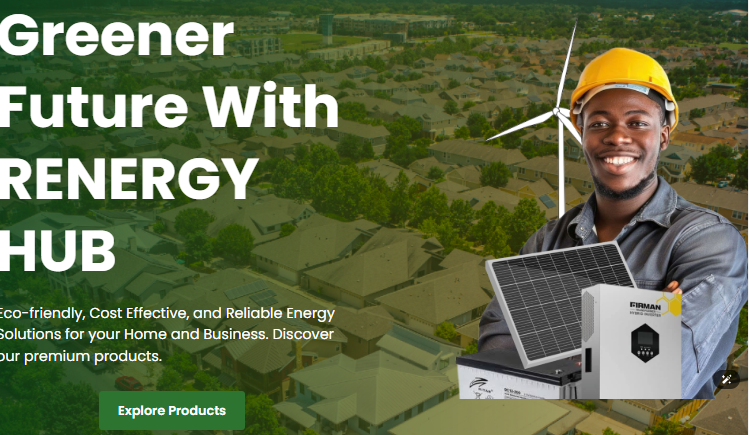 Greener
Future With
RENERGY
HUB
Eco-friendly, Cost Effective, and Reliable Energy
Solutions for your Home and Business. Discover
our premium products.
Explore Products
FIRMAN